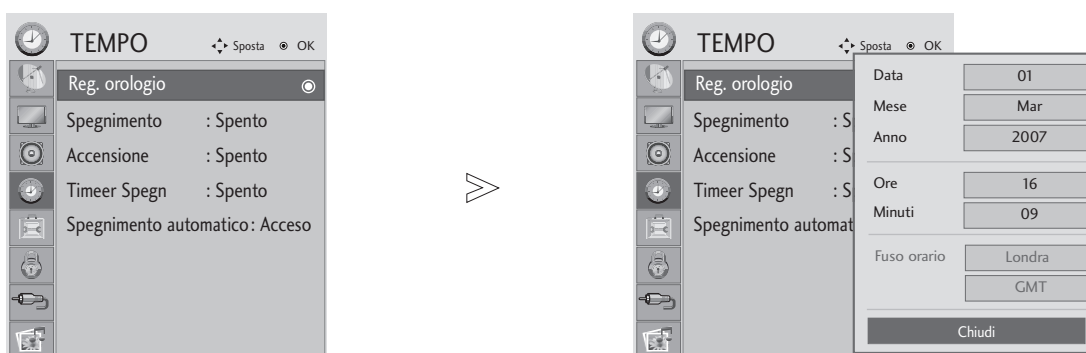 TEMPO Sposta OK
Reg. orologio
Spegnimento : Spento
Accensione : Spento
Timeer Spegn : Spento
Spegnimento automatico : Acceso
TEMPO Sposta OK
Reg. orologio
Spegnimento : S
Accensione : S
Timeer Spegn : S
Spegnimento automat
Data 01
Mese Mar
Anno 2007
Ore 16
Minuti 09
Fuso orario Londra
GMT
Chiudi